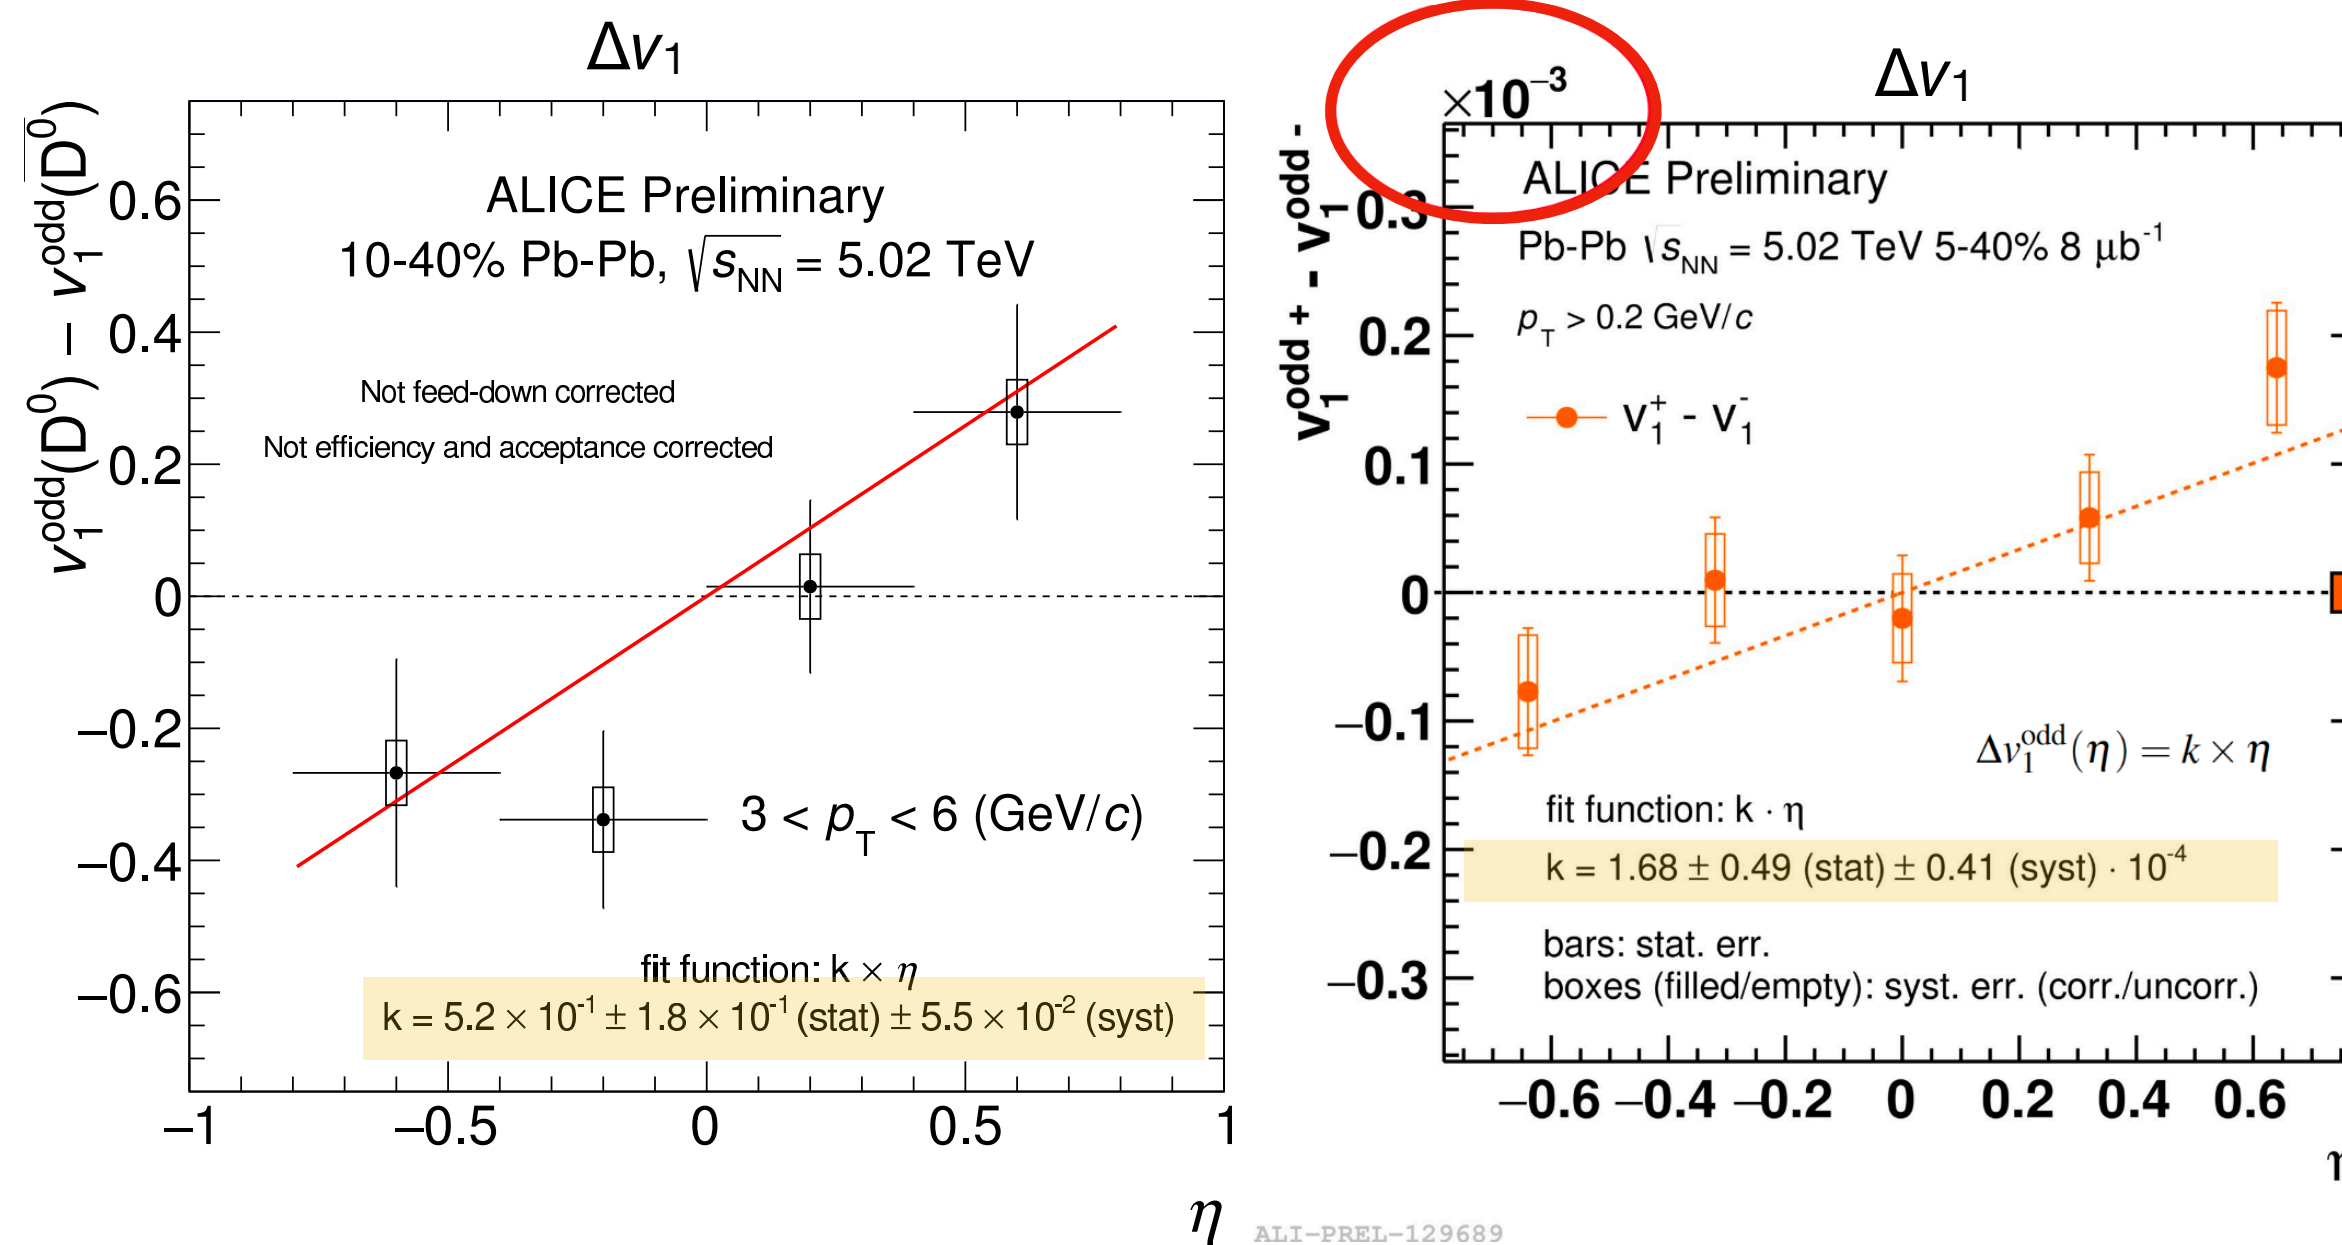 Δv₁
v₁ᵒᵈᵈ(D⁰) − v₁ᵒᵈᵈ(D̅⁰)
ALICE Preliminary
10-40% Pb-Pb, √sNN = 5.02 TeV
Not feed-down corrected
Not efficiency and acceptance corrected
3 < pT < 6 (GeV/c)
fit function: k × η
k = 5.2 × 10⁻¹ ± 1.8 × 10⁻¹ (stat) ± 5.5 × 10⁻² (syst)
0.6
0.4
0.2
0
−0.2
−0.4
−0.6
−1 −0.5 0 0.5 1
η
Δv₁
×10⁻³
v₁ᵒᵈᵈ + - v₁ᵒᵈᵈ -
ALICE Preliminary
Pb-Pb √sNN = 5.02 TeV 5-40% 8 μb⁻¹
pT > 0.2 GeV/c
v₁⁺ - v₁⁻
Δv₁ᵒᵈᵈ(η) = k × η
fit function: k · η
k = 1.68 ± 0.49 (stat) ± 0.41 (syst) · 10⁻⁴
bars: stat. err.
boxes (filled/empty): syst. err. (corr./uncorr.)
0.3
0.2
0.1
0
−0.1
−0.2
−0.3
−0.6 −0.4 −0.2 0 0.2 0.4 0.6
ALI−PREL−129689